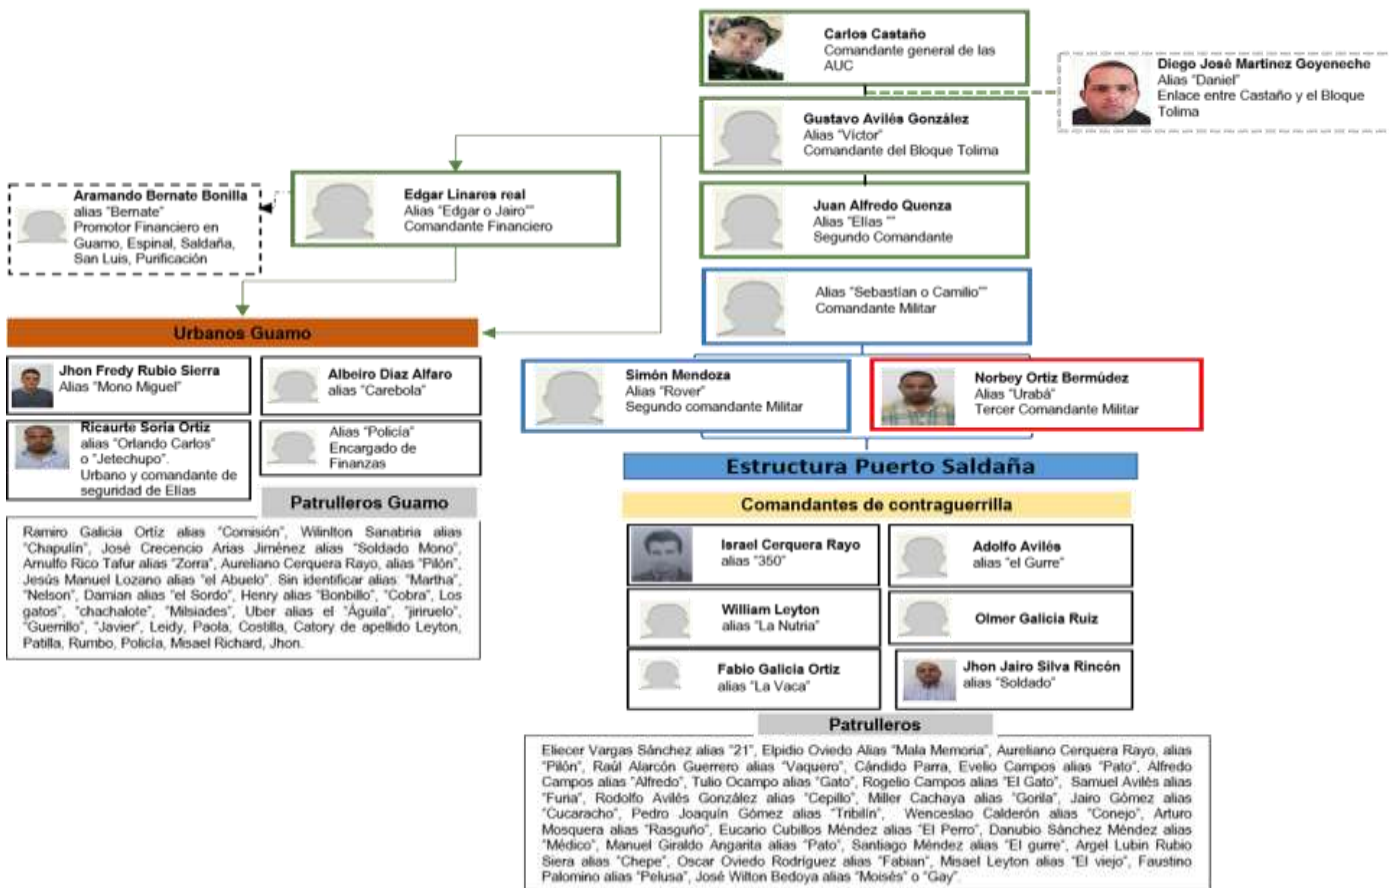 Carlos Castaño
Comandante general de las
AUC
Diego José Martinez Goyeneche
Alias "Daniel"
Enlace entre Castaño y el Bloque
Tolima
Gustavo Avilés González
Alias "Víctor"
Comandante del Bloque Tolima
Aramando Bernate Bonilla
alias "Bernate"
Promotor Financiero en
Guamo, Espinal, Saldaña,
San Luis, Purificación
Edgar Linares real
Alias "Edgar o Jairo""
Comandante Financiero
Juan Alfredo Quenza
Alias "Elías ""
Segundo Comandante
Alias "Sebastían o Camilio""
Comandante Militar
Urbanos Guamo
Jhon Fredy Rubio Sierra
Alias "Mono Miguel"
Albeiro Diaz Alfaro
alias "Carebola"
Ricaurte Soria Ortiz
alias "Orlando Carlos"
o "Jetechupo".
Urbano y comandante de
seguridad de Elías
Alias "Policía"
Encargado de
Finanzas
Simón Mendoza
Alias "Rover"
Segundo comandante Militar
Norbey Ortiz Bermúdez
Alias "Urabá"
Tercer Comandante Militar
Patrulleros Guamo
Ramiro Galicia Ortíz alias "Comisión", Wilinlton Sanabria alias
"Chapulín", José Crecencio Arias Jiménez alias "Soldado Mono",
Arnulfo Rico Tafur alias "Zorra", Aureliano Cerquera Rayo, alias "Pilón",
Jesús Manuel Lozano alias "el Abuelo". Sin identificar alias: "Martha",
"Nelson", Damian alias "el Sordo", Henry alias "Bonbillo", "Cobra", Los
gatos", "chachalote", "Milsiades", Uber alias el "Águila", "jiriruelo",
"Guerrillo", "Javier", Leidy, Paola, Costilla, Catory de apellido Leyton,
Patilla, Rumbo, Policía, Misael Richard, Jhon.
Estructura Puerto Saldaña
Comandantes de contraguerrilla
Israel Cerquera Rayo
alias "350"
Adolfo Avilés
alias "el Gurre"
William Leyton
alias "La Nutria"
Olmer Galicia Ruiz
Fabio Galicia Ortiz
alias "La Vaca"
Jhon Jairo Silva Rincón
alias "Soldado"
Patrulleros
Eliecer Vargas Sánchez alias "21", Elpidio Oviedo Alias "Mala Memoria", Aureliano Cerquera Rayo, alias
"Pilón", Raúl Alarcón Guerrero alias "Vaquero", Cándido Parra, Evelio Campos alias "Pato", Alfredo
Campos alias "Alfredo", Tulio Ocampo alias "Gato", Rogelio Campos alias "El Gato", Samuel Avilés alias
"Furia", Rodolfo Avilés González alias "Cepillo", Miller Cachaya alias "Gorila", Jairo Gómez alias
"Cucaracho", Pedro Joaquín Gómez alias "Tribilín", Wenceslao Calderón alias "Conejo", Arturo
Mosquera alias "Rasguño", Eucario Cubillos Méndez alias "El Perro", Danubio Sánchez Méndez alias
"Médico", Manuel Giraldo Angarita alias "Pato", Santiago Méndez alias "El gurre", Argel Lubin Rubio
Siera alias "Chepe", Oscar Oviedo Rodríguez alias "Fabian", Misael Leyton alias "El viejo", Faustino
Palomino alias "Pelusa", José Wilton Bedoya alias "Moisés" o "Gay".